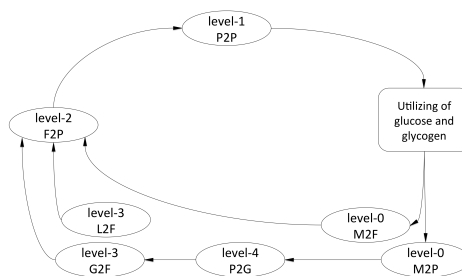 level-1
P2P
Utilizing of
glucose and
glycogen
level-2
F2P
level-3
L2F
level-0
M2F
level-3
G2F
level-4
P2G
level-0
M2P